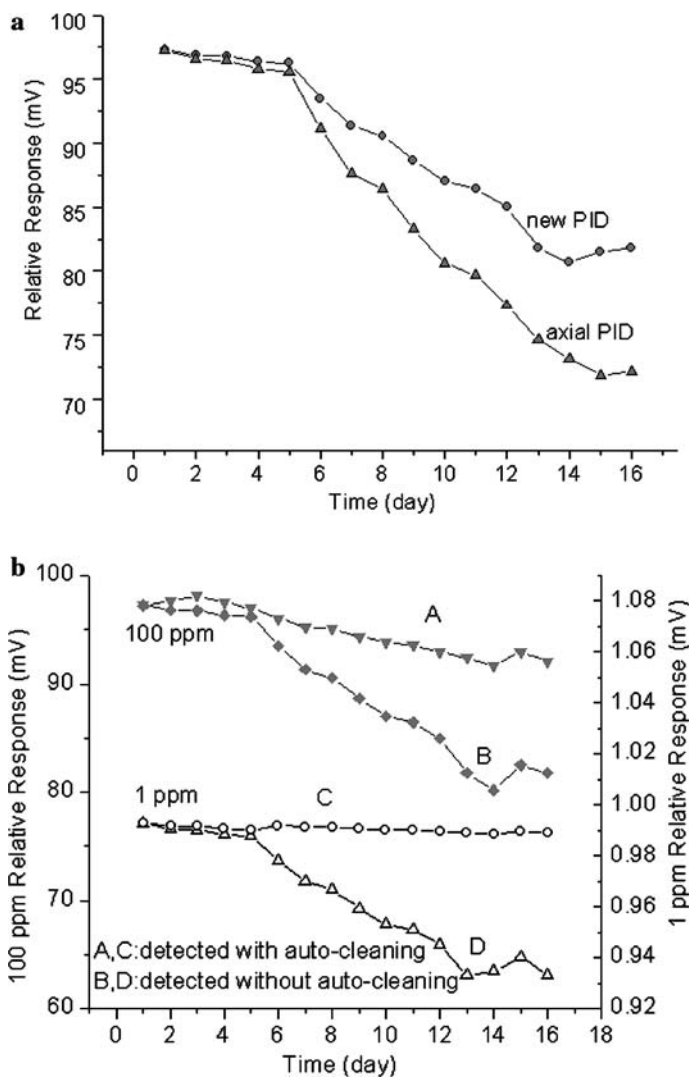 a
100
95
90
85
80
75
70
Relative Response (mV)
new PID
axial PID
0 2 4 6 8 10 12 14 16
Time (day)
b
100
90
80
70
60
100 ppm Relative Response (mV)
1.08
1.06
1.04
1.02
1.00
0.98
0.96
0.94
0.92
1 ppm Relative Response (mV)
A
100 ppm
B
1 ppm
C
D
A,C:detected with auto-cleaning
B,D:detected without auto-cleaning
0 2 4 6 8 10 12 14 16 18
Time (day)